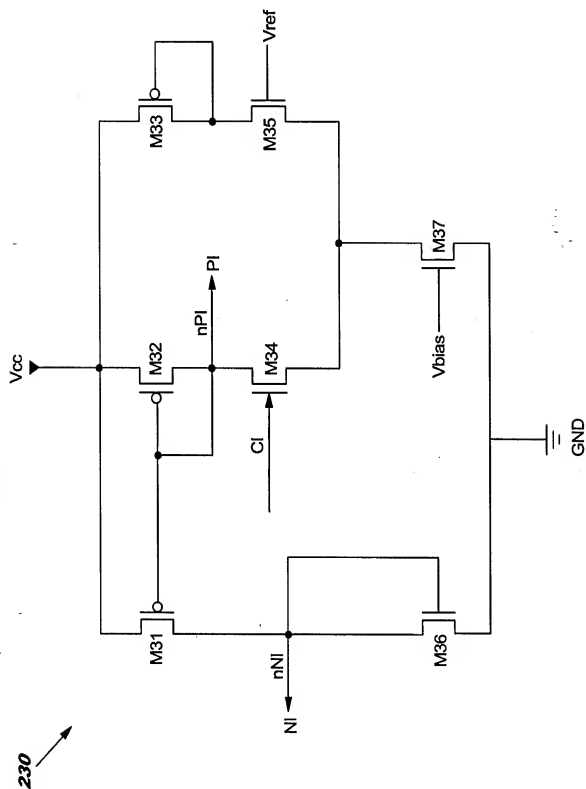 230
Vcc
M31
M32
M33
nPI
PI
M34
CI
M35
Vref
nNI
NI
M36
Vbias
M37
GND